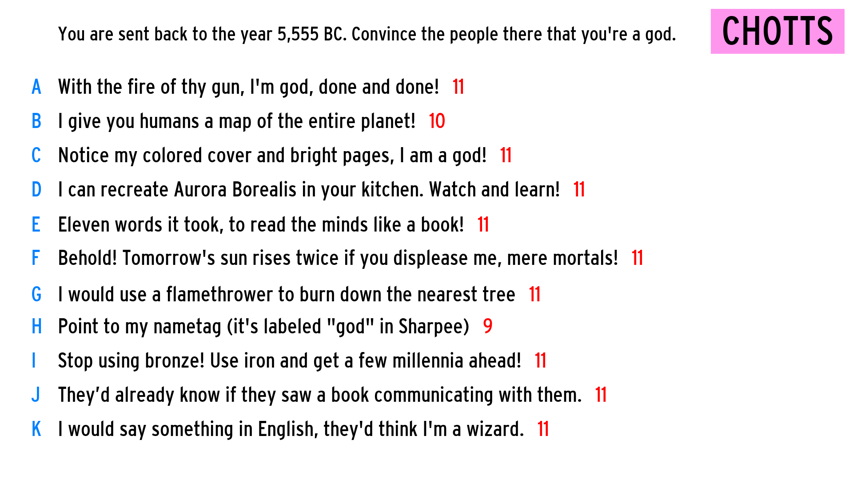 You are sent back to the year 5,555 BC. Convince the people there that you're a god.
CHOTTS
A With the fire of thy gun, I'm god, done and done! 11
B I give you humans a map of the entire planet! 10
C Notice my colored cover and bright pages, I am a god! 11
D I can recreate Aurora Borealis in your kitchen. Watch and learn! 11
E Eleven words it took, to read the minds like a book! 11
F Behold! Tomorrow's sun rises twice if you displease me, mere mortals! 11
G I would use a flamethrower to burn down the nearest tree 11
H Point to my nametag (it's labeled "god" in Sharpee) 9
I Stop using bronze! Use iron and get a few millennia ahead! 11
J They’d already know if they saw a book communicating with them. 11
K I would say something in English, they'd think I'm a wizard. 11